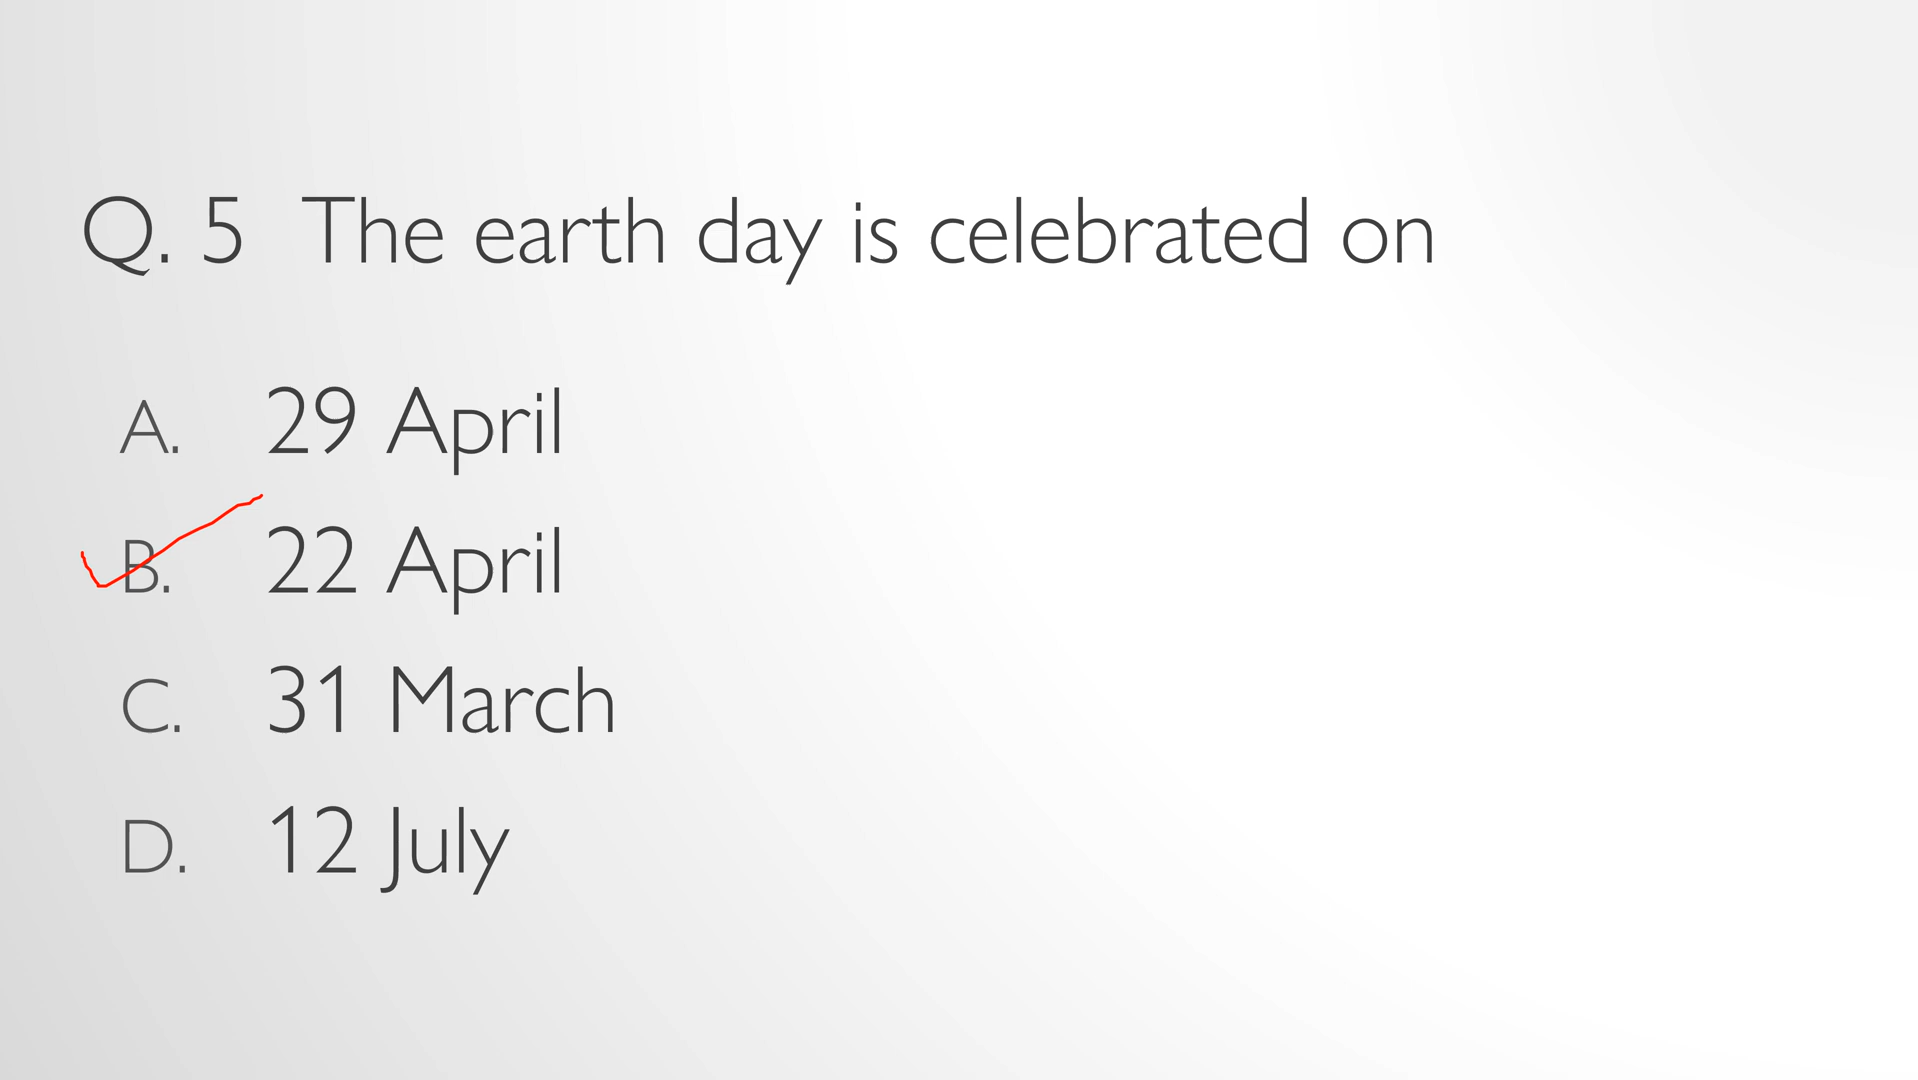 Q. 5 The earth day is celebrated on
A. 29 April
B. 22 April
C. 31 March
D. 12 July